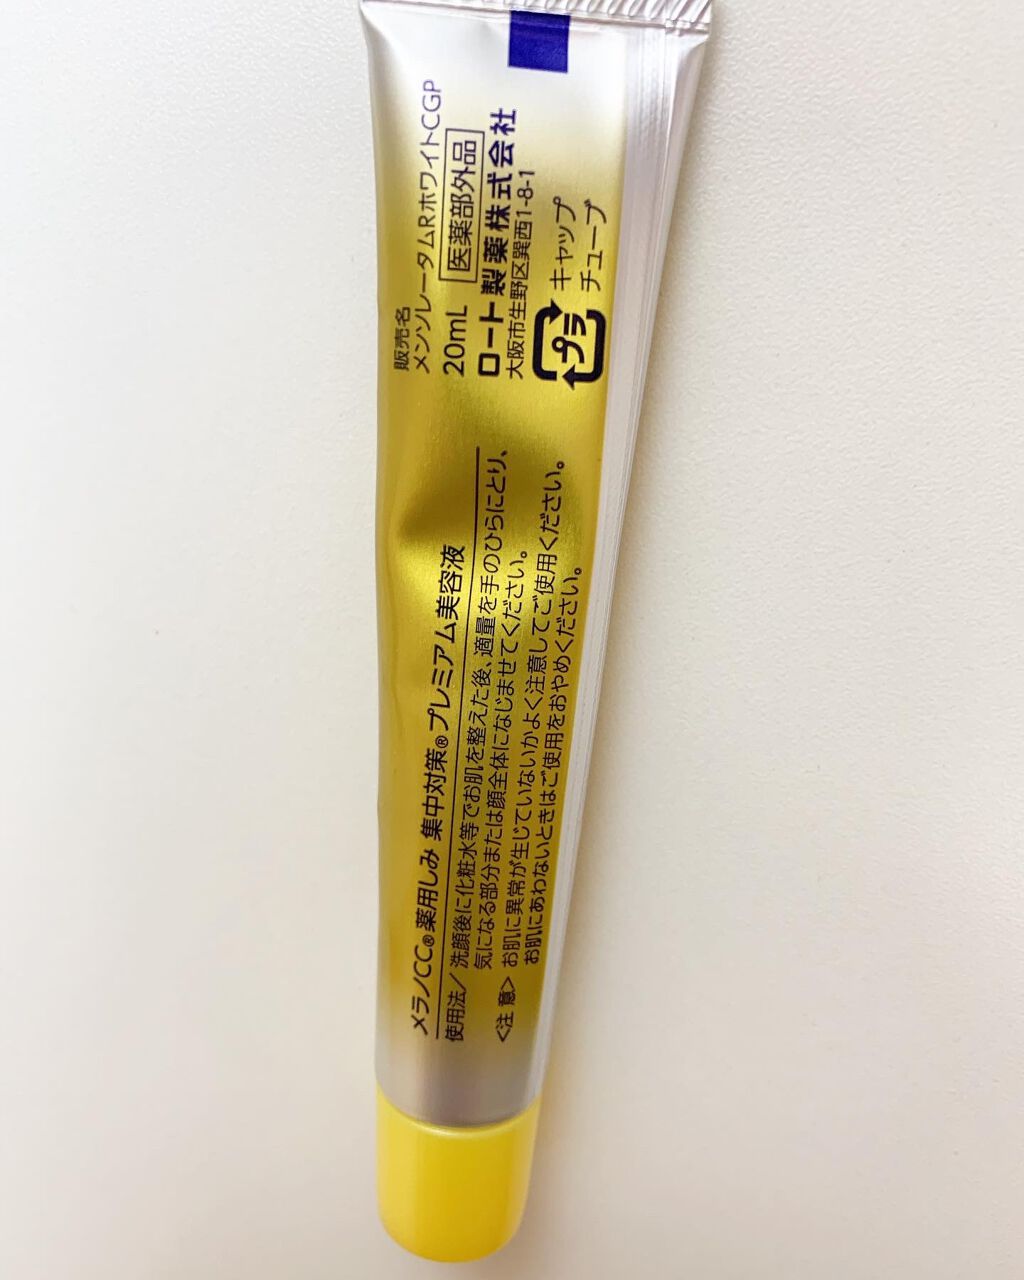 メラノCC® 薬用しみ 集中対策® プレミアム美容液
使用法／洗顔後に化粧水等でお肌を整えた後、適量を手のひらにとり、
気になる部分または顔全体になじませてください。
<注 意> お肌に異常が生じていないかよく注意してご使用ください。
お肌にあわないときはご使用をおやめください。
販売名
メンソレータムRホワイトCGP
20mL 医薬部外品
ロート製薬株式会社
大阪市生野区巽西1-8-1
プラ
キャップ
チューブ